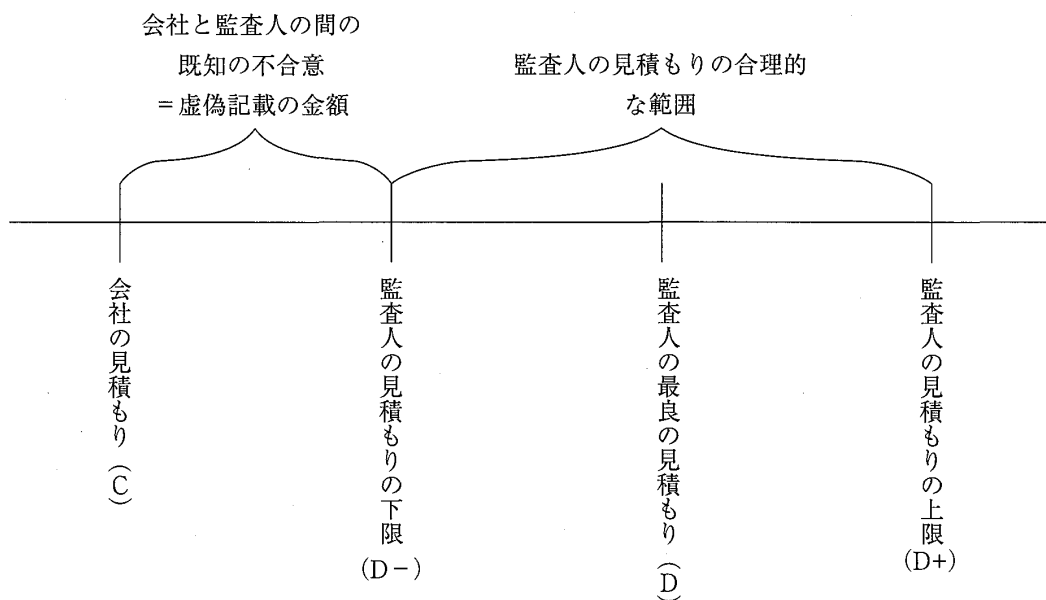 会社と監査人の間の
既知の不合意
=虚偽記載の金額
監査人の見積もりの合理的
な範囲
会社の見積もり(C)
監査人の見積もりの下限
(D-)
監査人の最良の見積もり(D)
監査人の見積もりの上限
(D+)